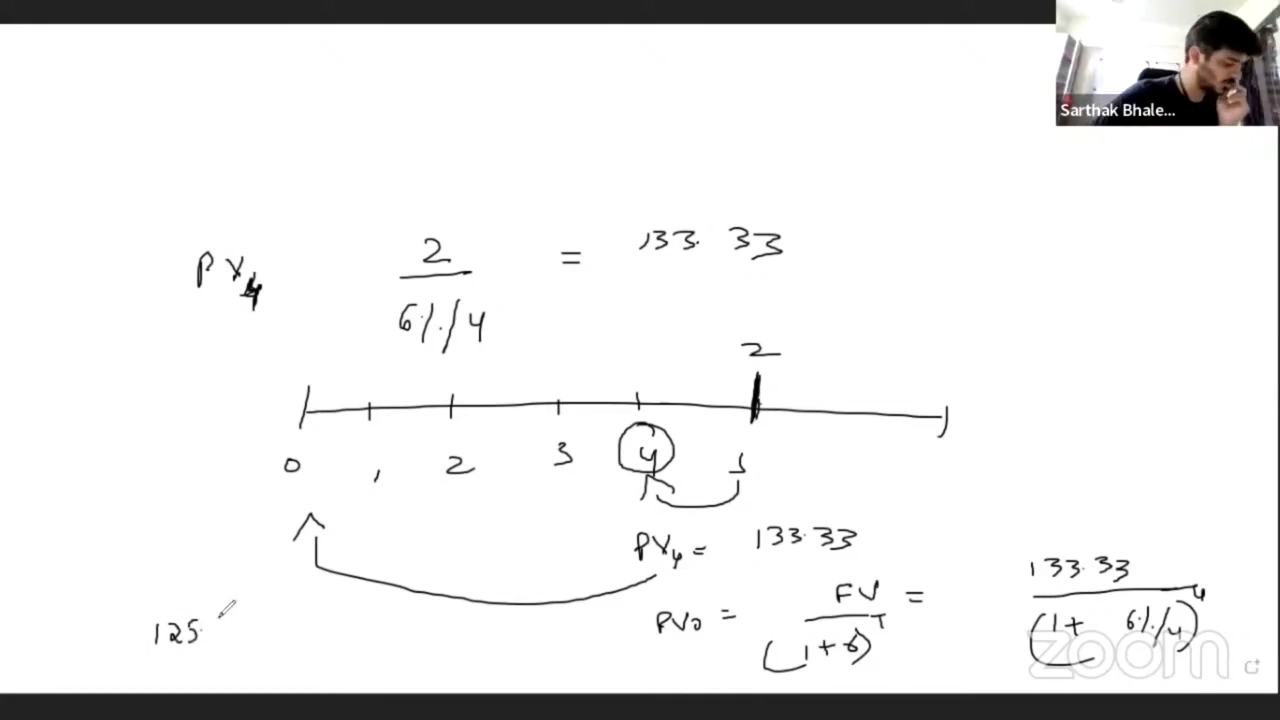 Sarthak Bhale...
PV4 2 / 6%/4 = 133.33
2
0 1 2 3 4 5
PV4 = 133.33
PV0 = FV / (1+r)^T = 133.33 / (1 + 6%/4)^4
125.
zoom